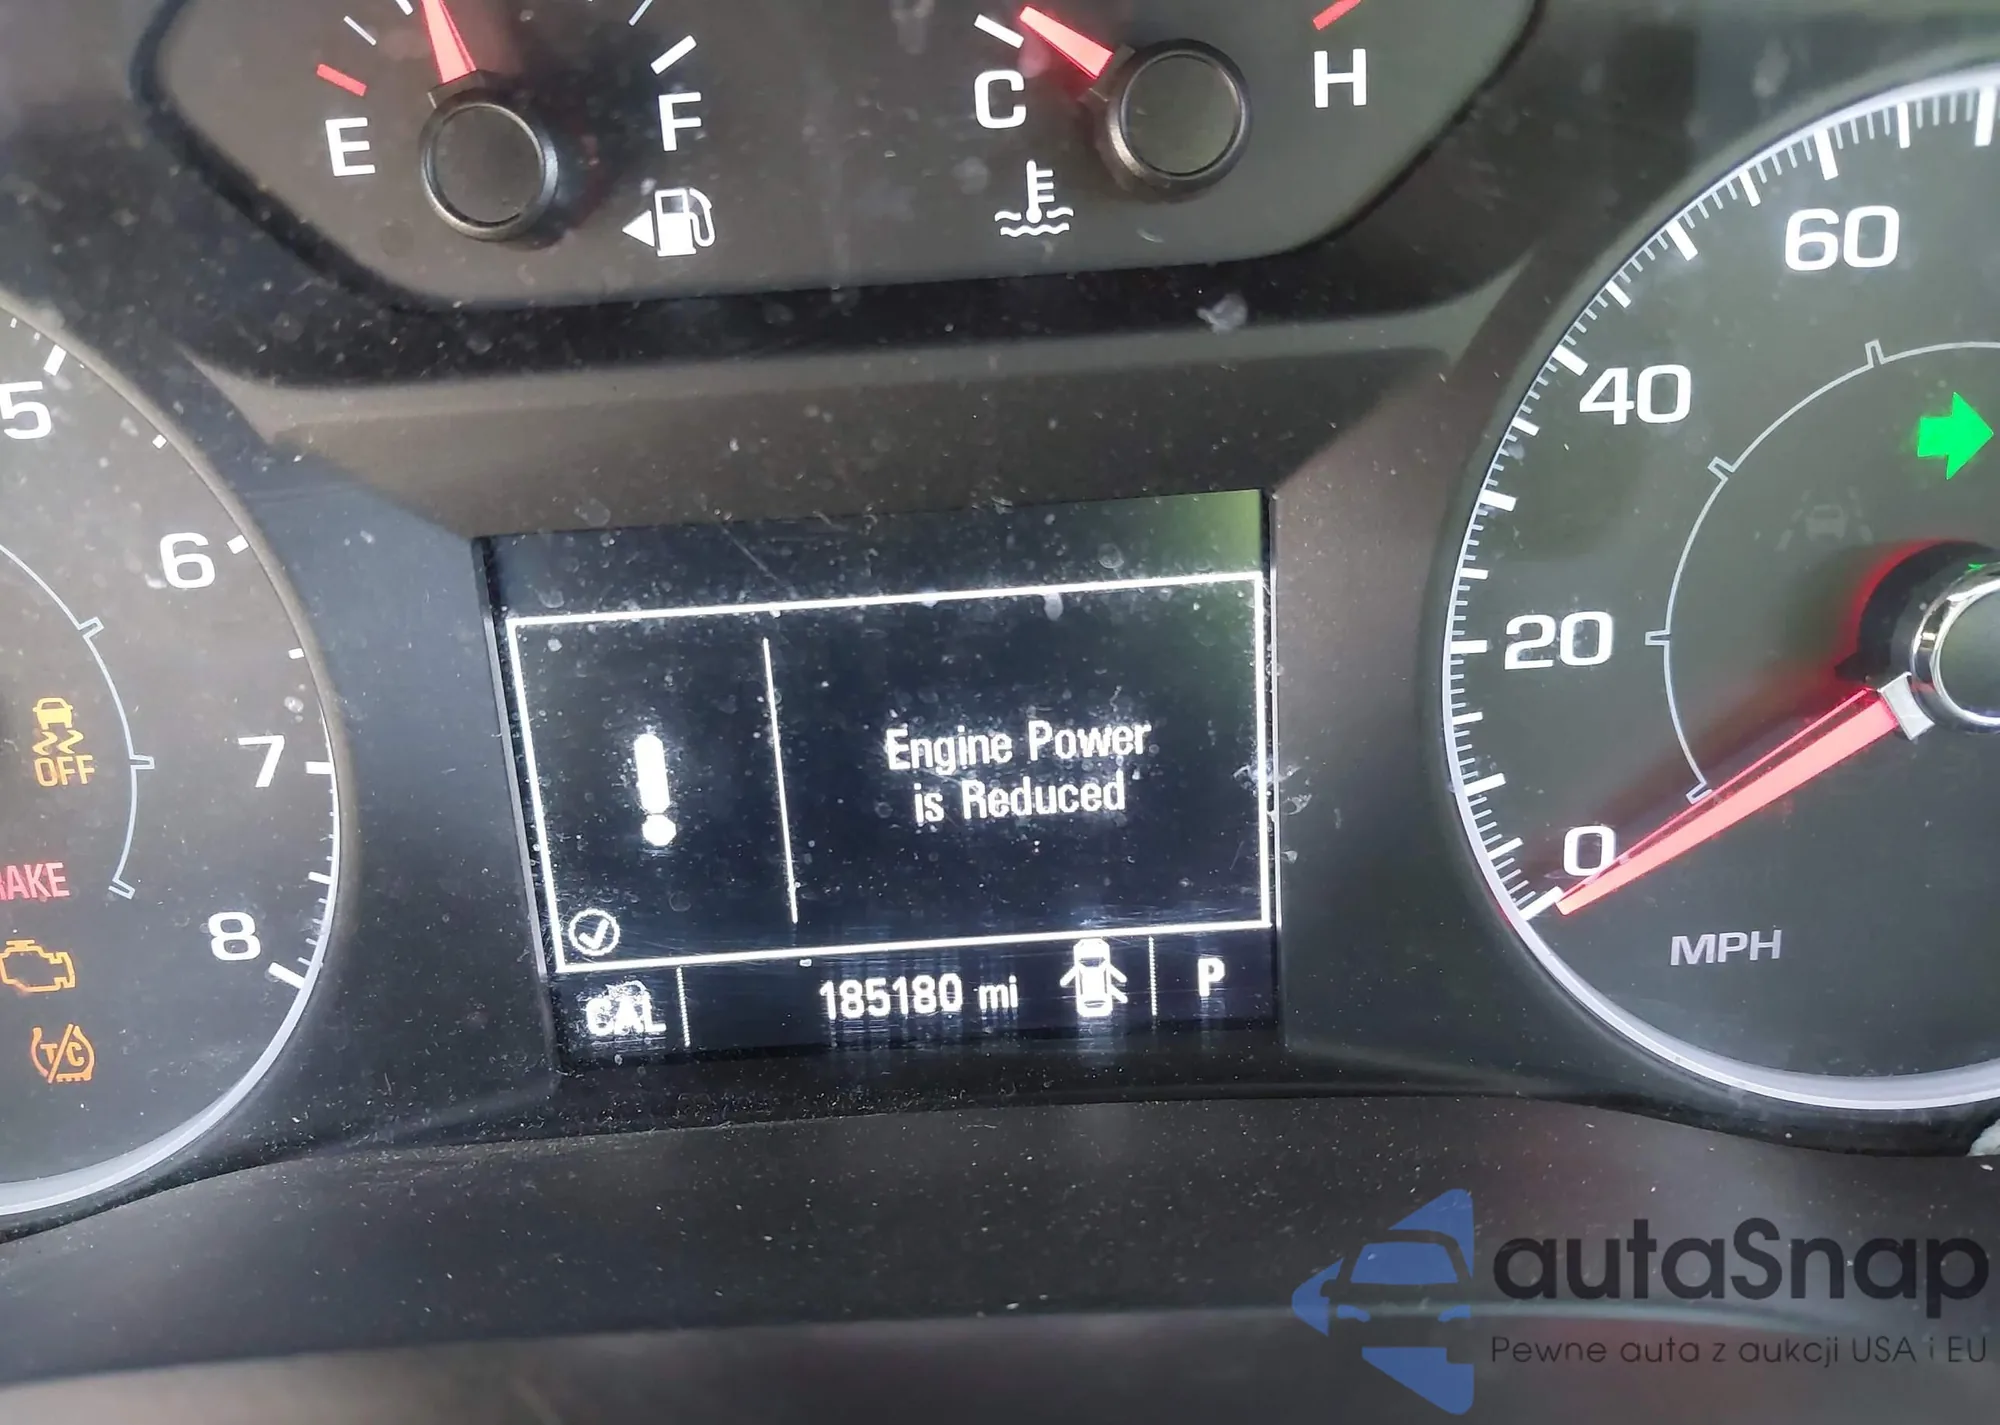 E
F
C
H
5
6
7
8
OFF
T/C
60
40
20
0
MPH
Engine Power
is Reduced
CAL
185180 mi
P
autaSnap
Pewne auta z aukcji USA i EU